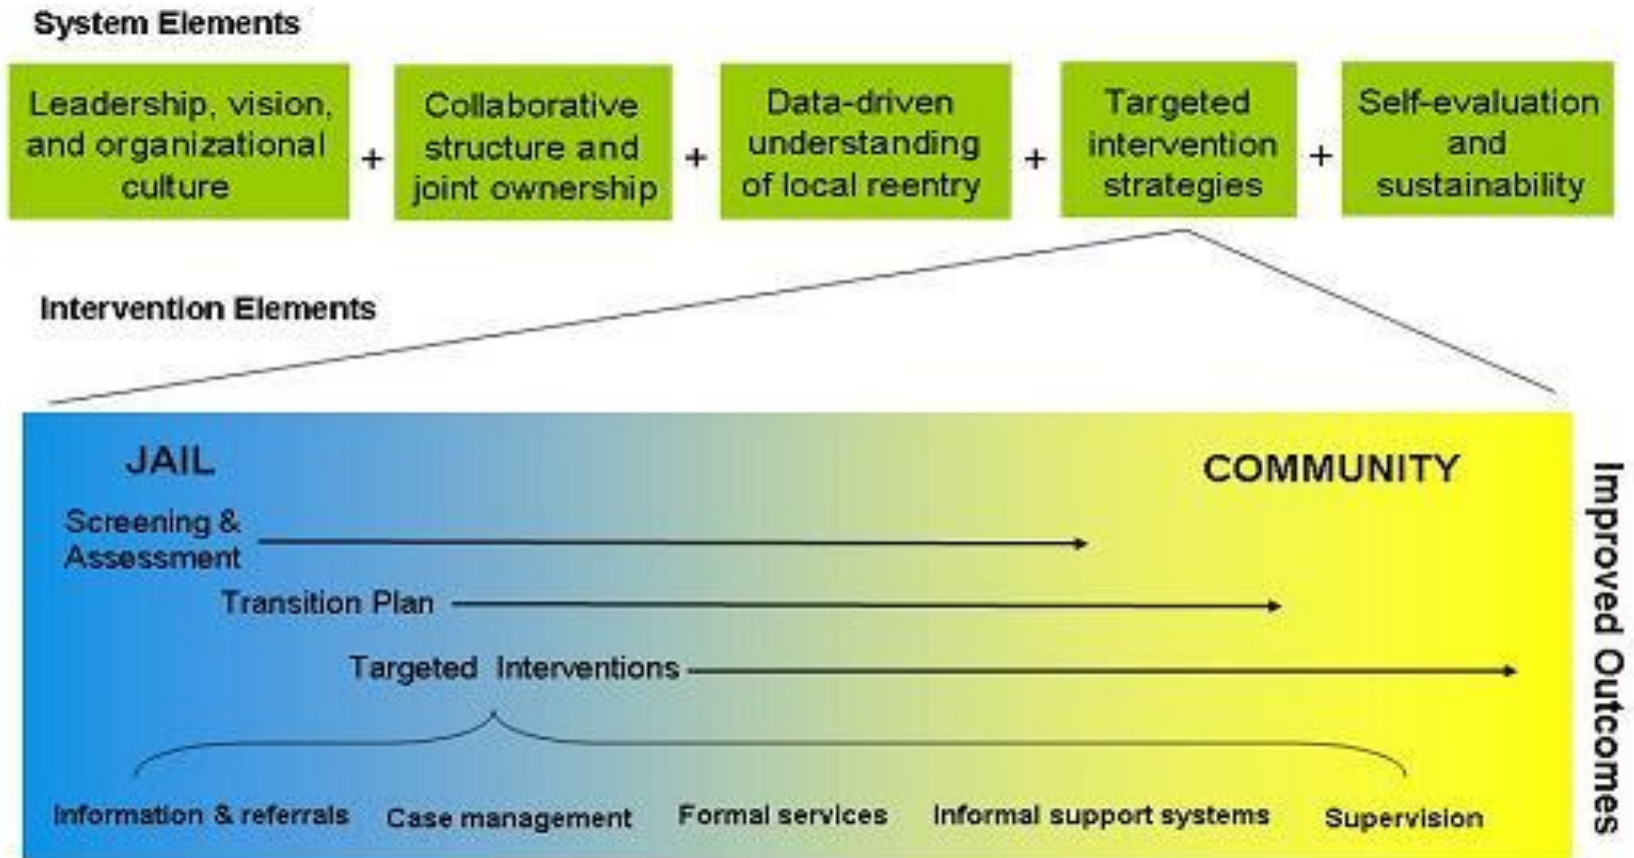 System Elements
Leadership, vision,
and organizational
culture
+
Collaborative
structure and
joint ownership
+
Data-driven
understanding
of local reentry
+
Targeted
intervention
strategies
+
Self-evaluation
and
sustainability
Intervention Elements
JAIL
COMMUNITY
Screening &
Assessment
Transition Plan
Targeted Interventions
Information & referrals
Case management
Formal services
Informal support systems
Supervision
Improved Outcomes